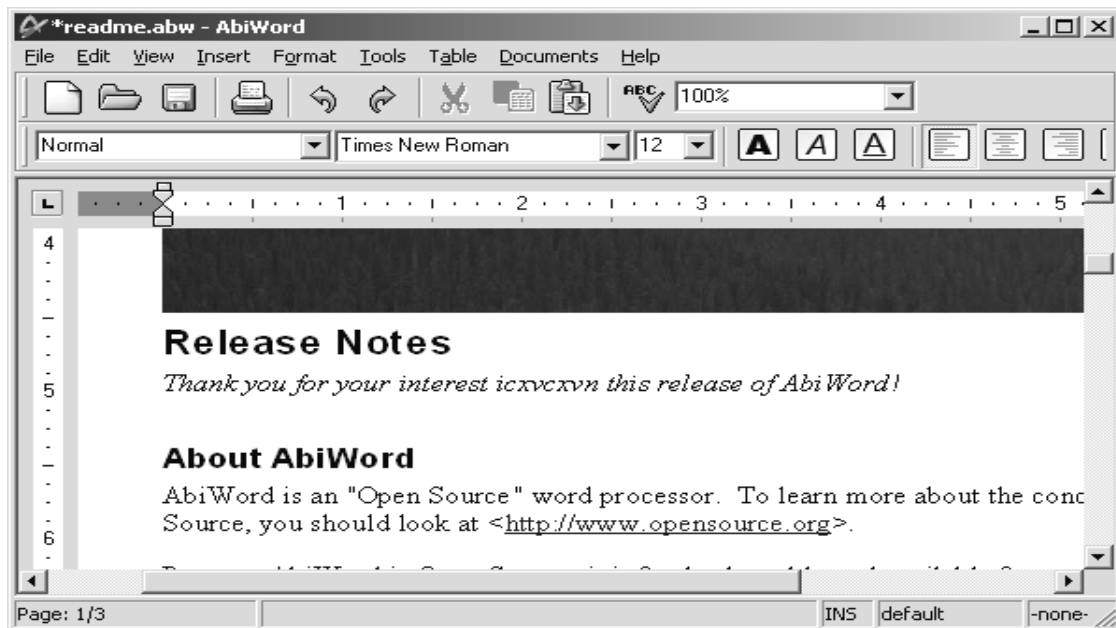 *readme.abw - AbiWord
File Edit View Insert Format Tools Table Documents Help
ABC 100%
Normal Times New Roman 12 A A A
1 2 3 4 5
4
Release Notes
Thank you for your interest icxvcxvn this release of AbiWord!
5
About AbiWord
AbiWord is an "Open Source" word processor. To learn more about the conc
Source, you should look at <http://www.opensource.org>.
6
Page: 1/3 INS default -none-